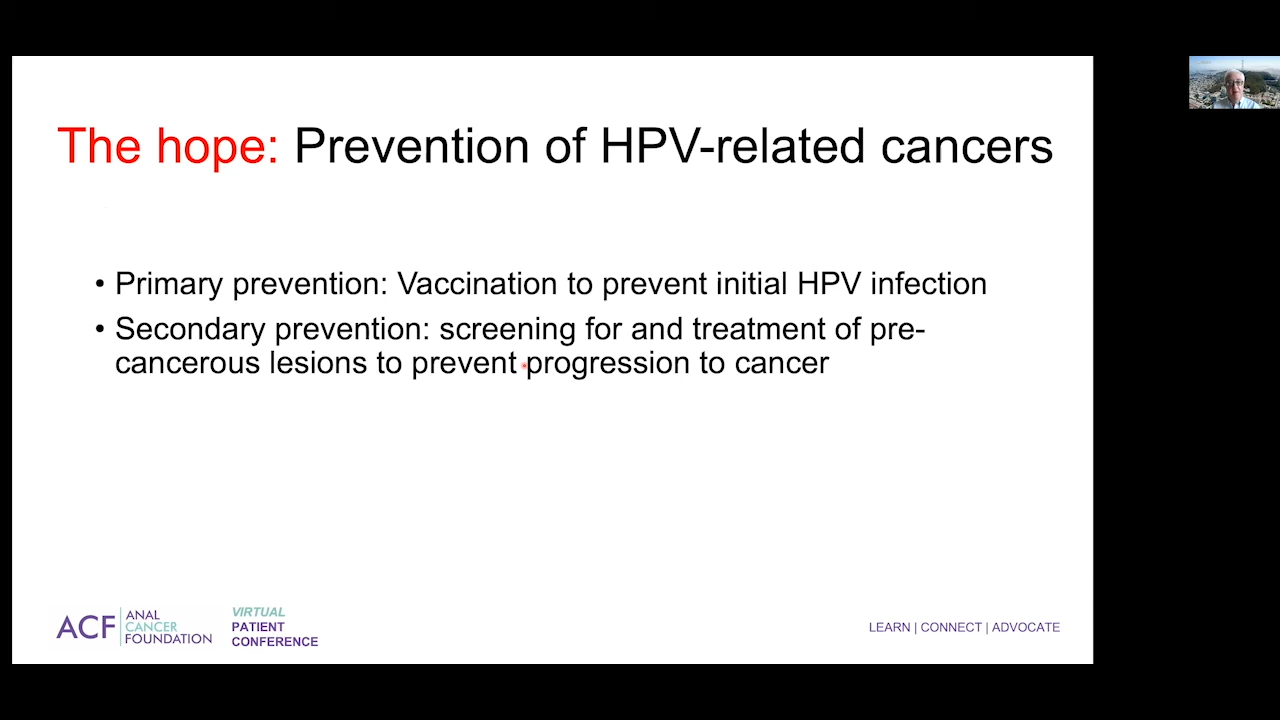 The hope: Prevention of HPV-related cancers
• Primary prevention: Vaccination to prevent initial HPV infection
• Secondary prevention: screening for and treatment of pre-
cancerous lesions to prevent progression to cancer
ACF
ANAL
CANCER
FOUNDATION
VIRTUAL
PATIENT
CONFERENCE
LEARN | CONNECT | ADVOCATE